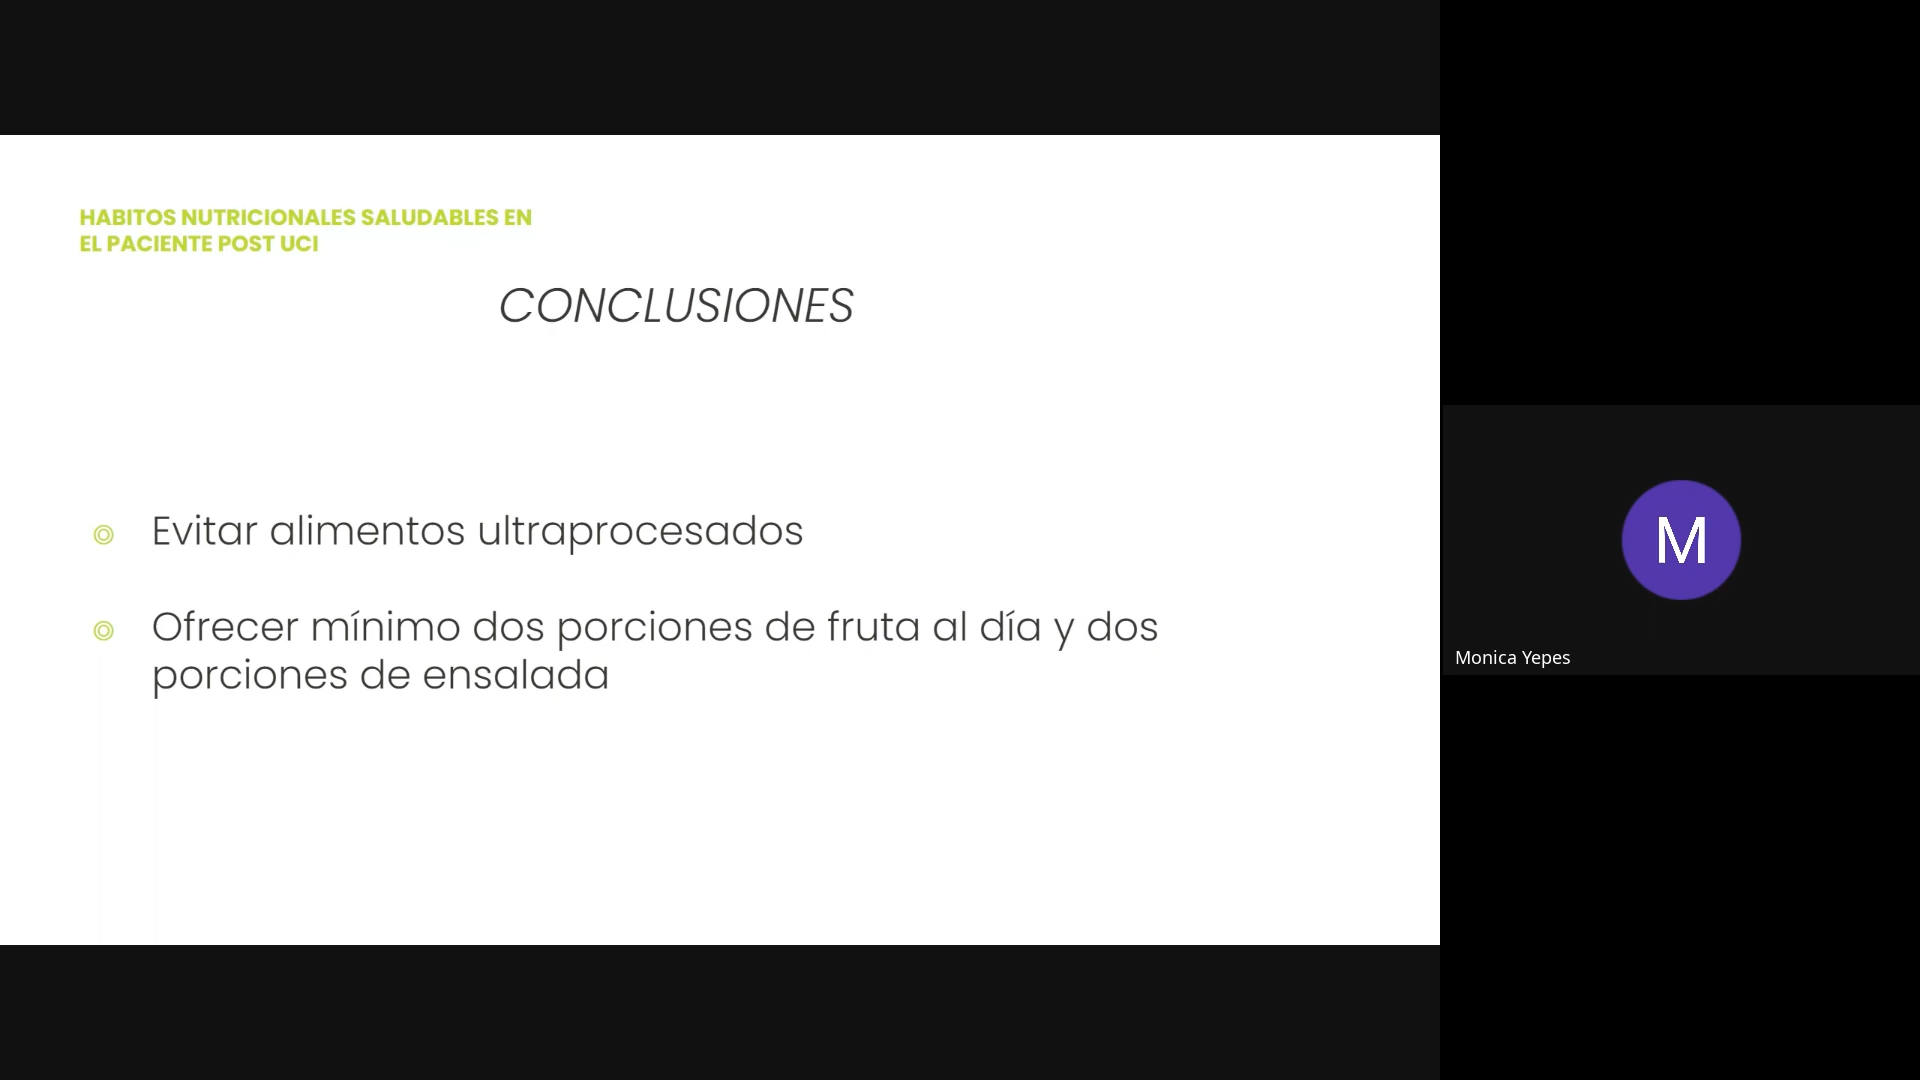 HABITOS NUTRICIONALES SALUDABLES EN
EL PACIENTE POST UCI
CONCLUSIONES
Evitar alimentos ultraprocesados
Ofrecer mínimo dos porciones de fruta al día y dos
porciones de ensalada
M
Monica Yepes